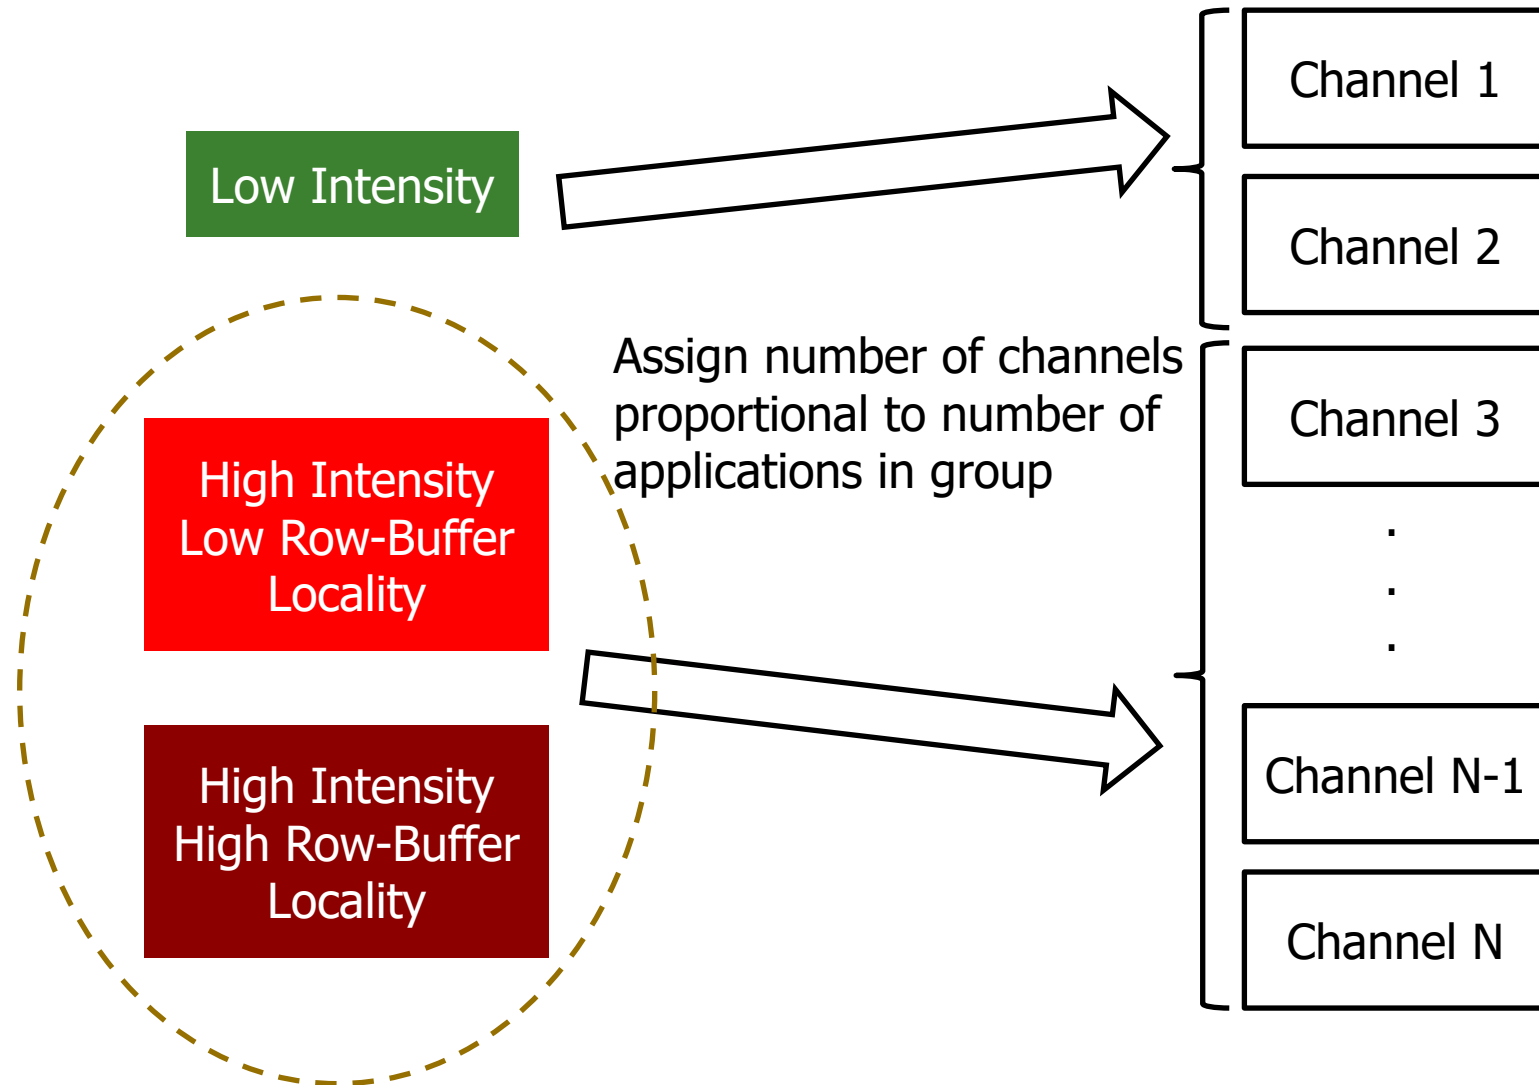 Low Intensity
High Intensity
Low Row-Buffer
Locality
High Intensity
High Row-Buffer
Locality
Assign number of channels
proportional to number of
applications in group
Channel 1
Channel 2
Channel 3
.
.
.
Channel N-1
Channel N